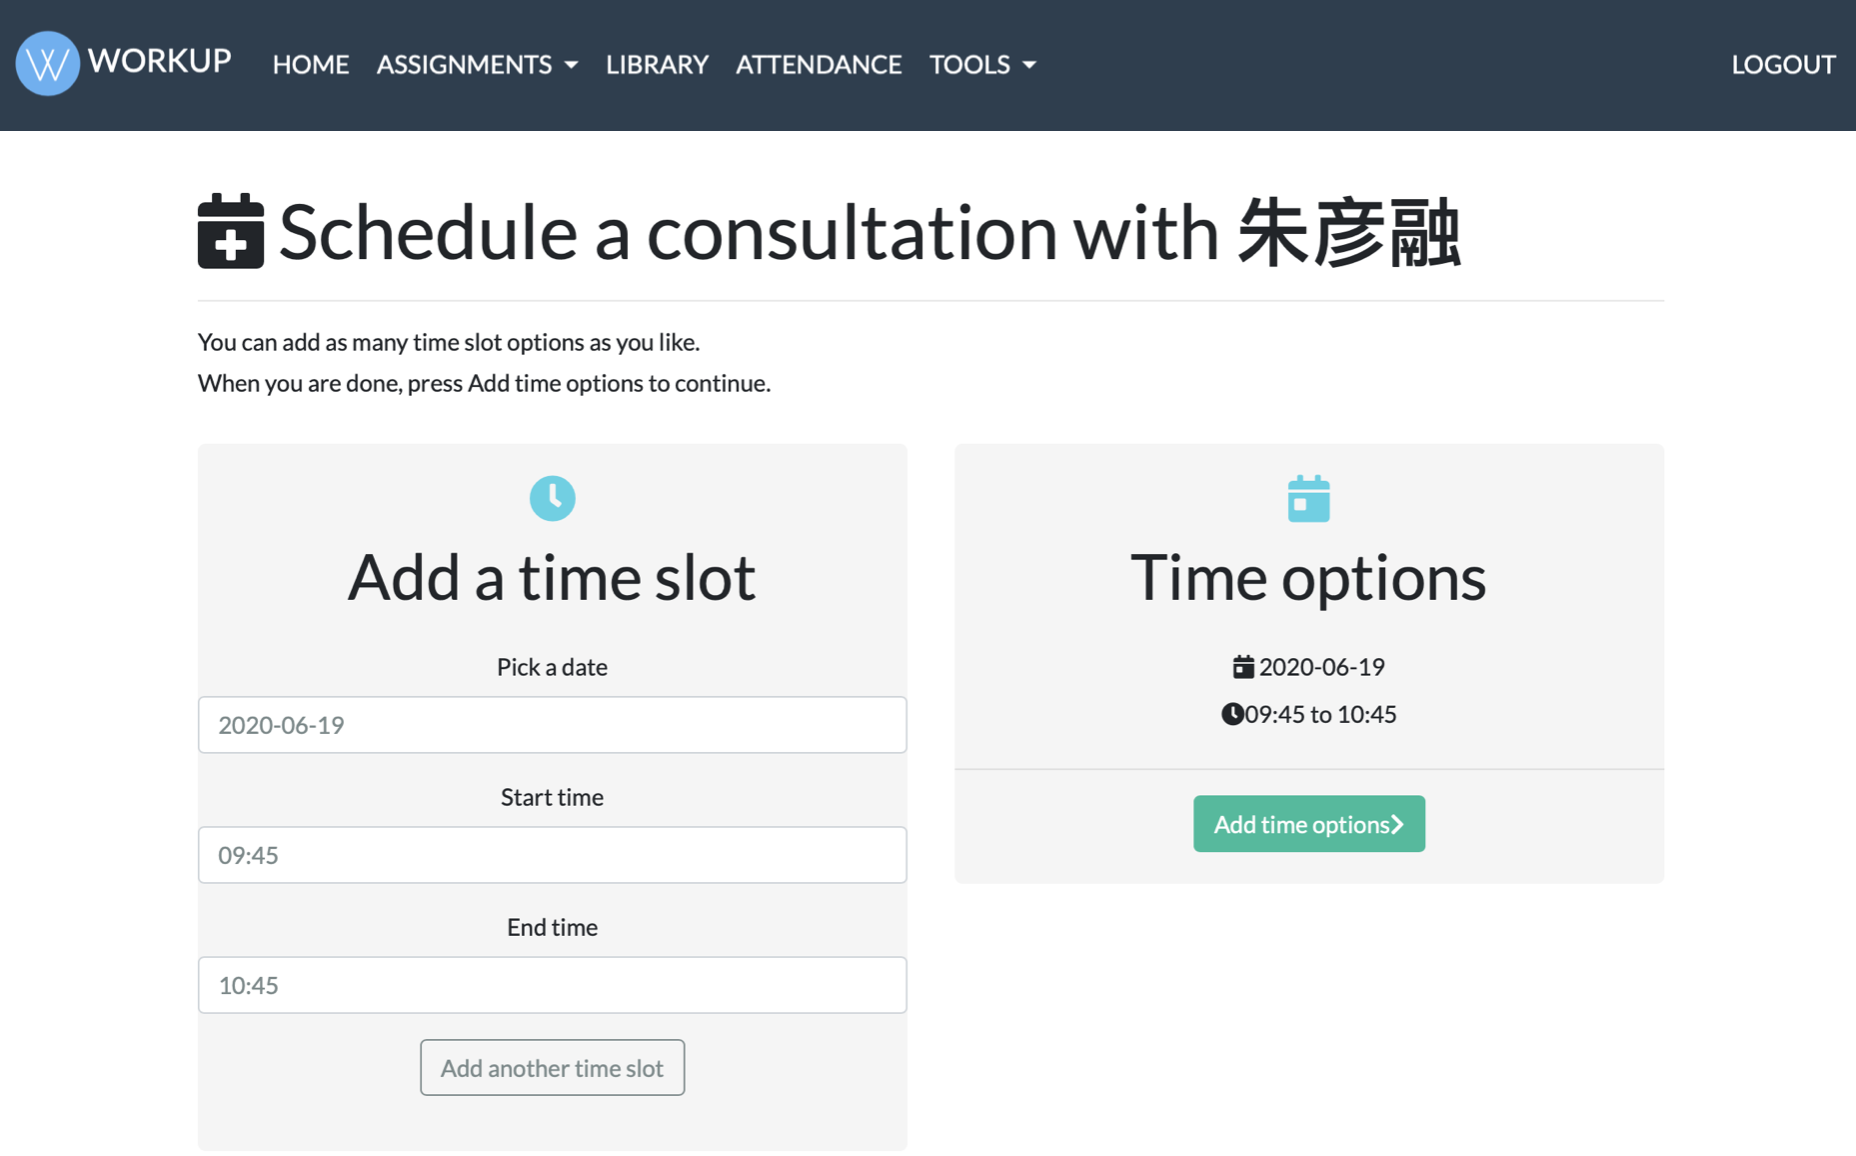 WORKUP HOME ASSIGNMENTS LIBRARY ATTENDANCE TOOLS LOGOUT
Schedule a consultation with 朱彦融
You can add as many time slot options as you like.
When you are done, press Add time options to continue.
Add a time slot
Pick a date
2020-06-19
Start time
09:45
End time
10:45
Add another time slot
Time options
2020-06-19
09:45 to 10:45
Add time options